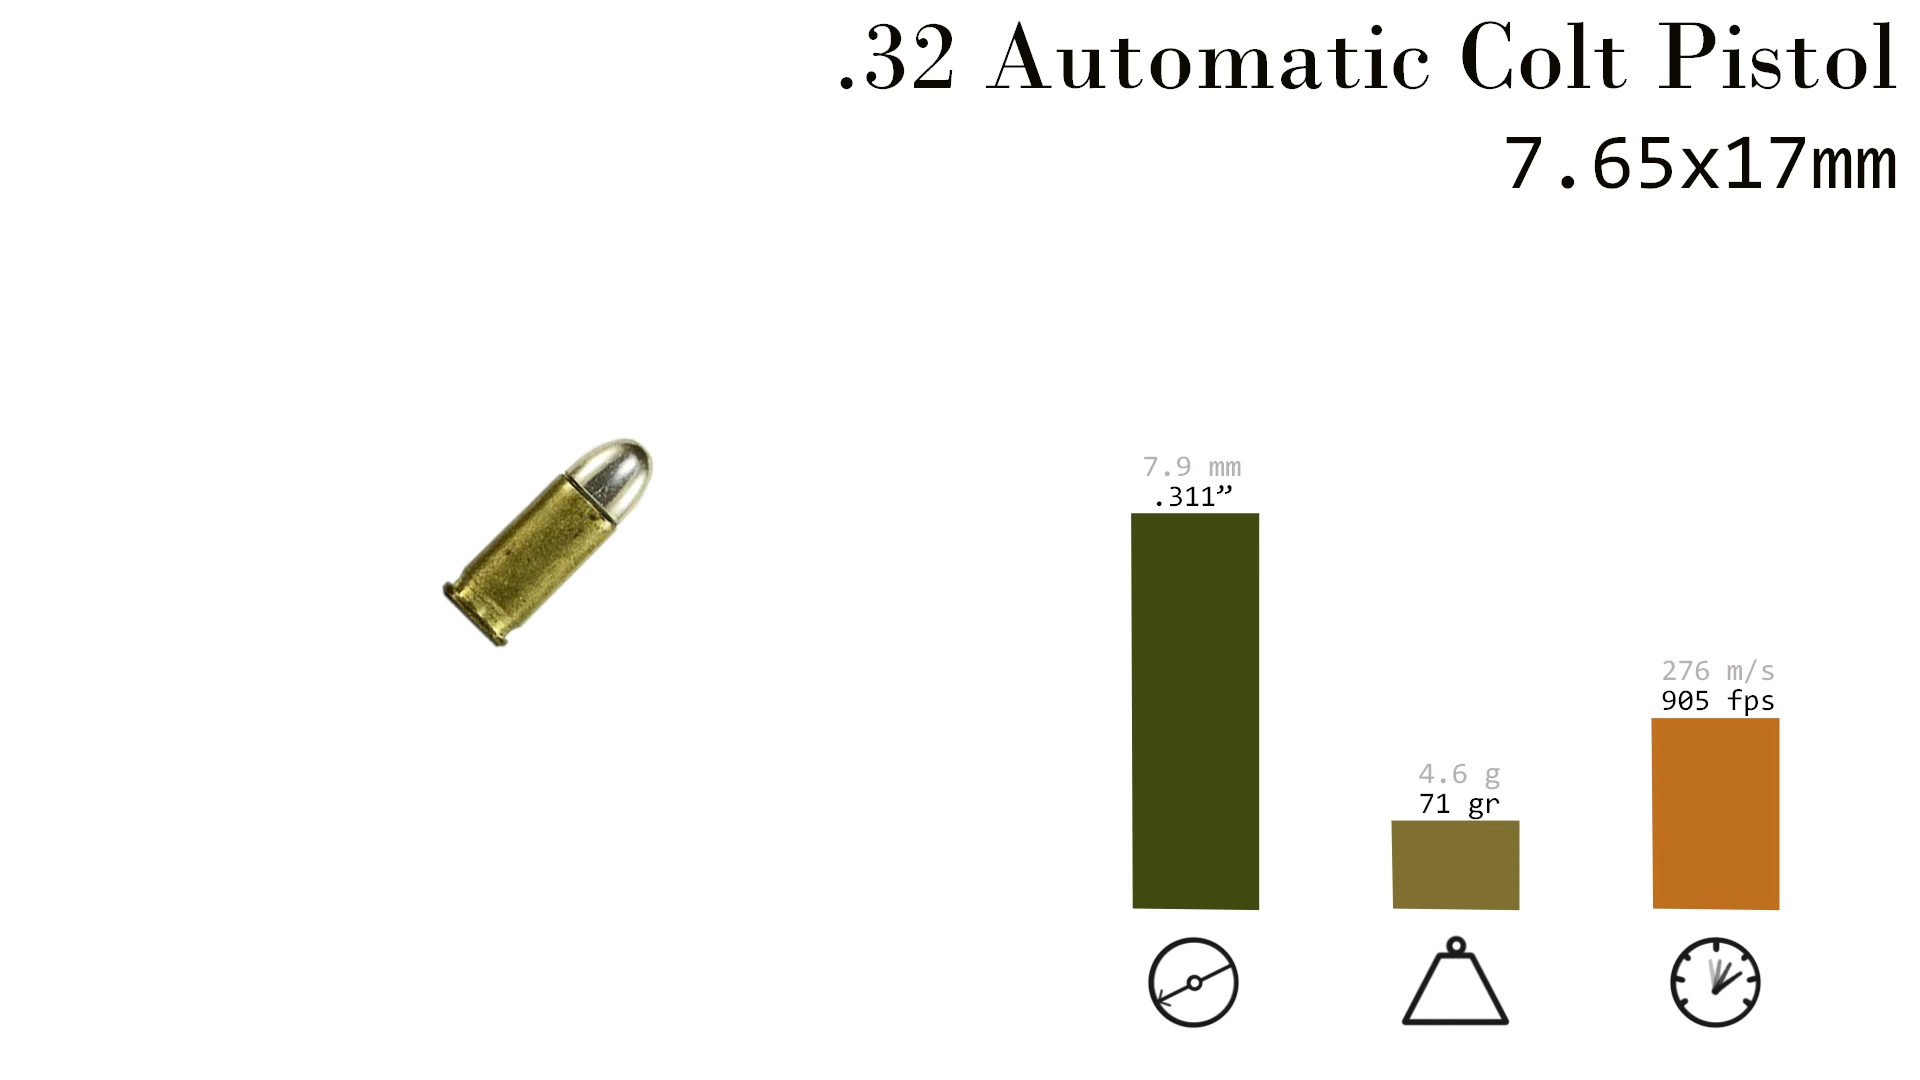 .32 Automatic Colt Pistol
7.65x17mm
7.9 mm
.311”
4.6 g
71 gr
276 m/s
905 fps